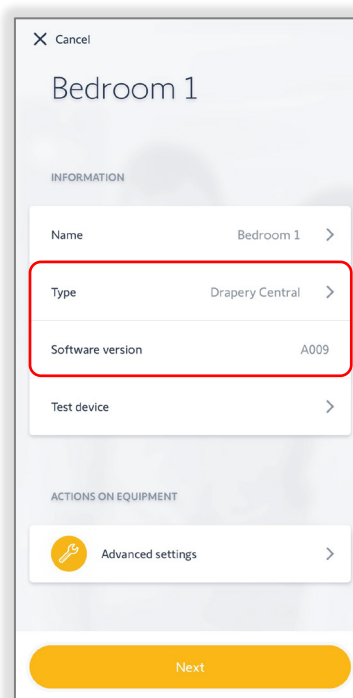 Cancel
Bedroom 1
INFORMATION
Name Bedroom 1
Type Drapery Central
Software version A009
Test device
ACTIONS ON EQUIPMENT
Advanced settings
Next